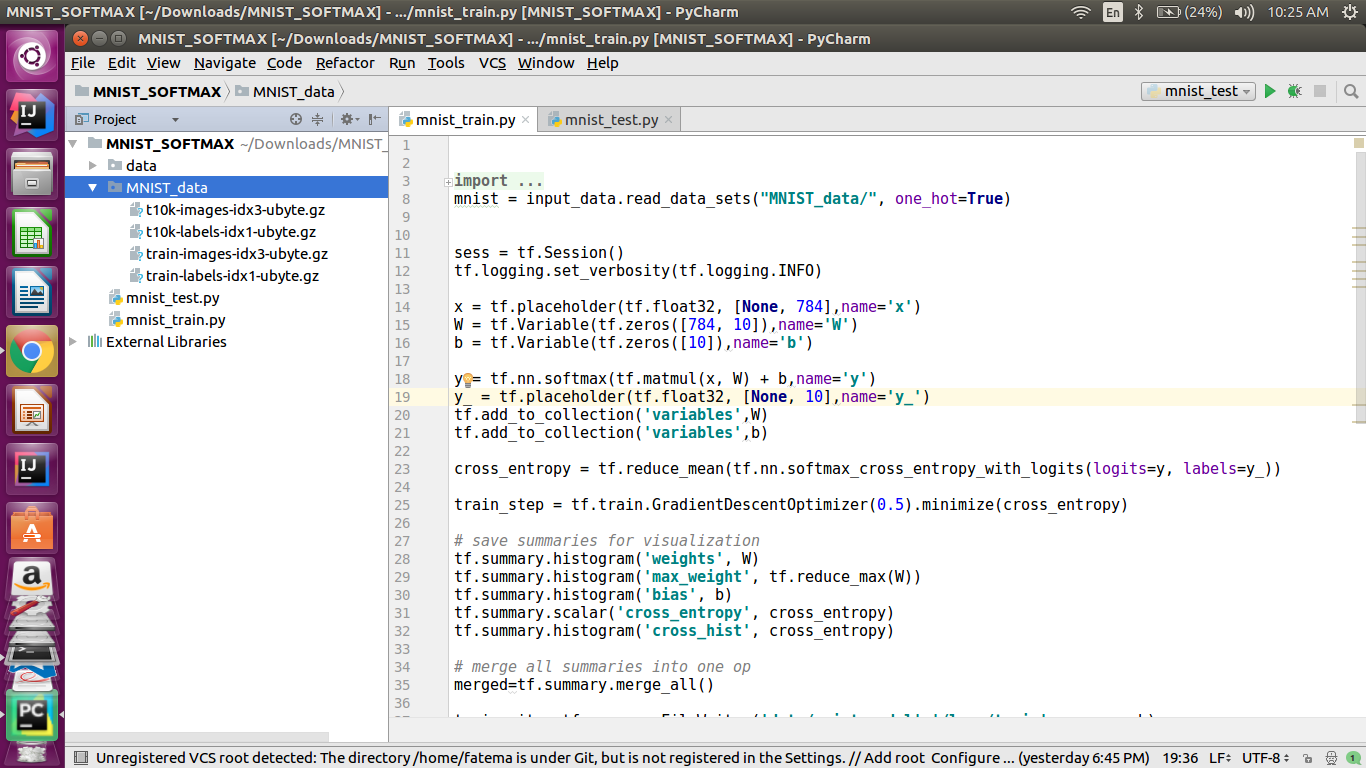 MNIST_SOFTMAX [~/Downloads/MNIST_SOFTMAX] - .../mnist_train.py [MNIST_SOFTMAX] - PyCharm
En
(24%)
10:25 AM
MNIST_SOFTMAX [~/Downloads/MNIST_SOFTMAX] - .../mnist_train.py [MNIST_SOFTMAX] - PyCharm
File Edit View Navigate Code Refactor Run Tools VCS Window Help
MNIST_SOFTMAX MNIST_data
mnist_test
Project
MNIST_SOFTMAX ~/Downloads/MNIST_
data
MNIST_data
t10k-images-idx3-ubyte.gz
t10k-labels-idx1-ubyte.gz
train-images-idx3-ubyte.gz
train-labels-idx1-ubyte.gz
mnist_test.py
mnist_train.py
External Libraries
mnist_train.py mnist_test.py
1
2
3 import ...
8 mnist = input_data.read_data_sets("MNIST_data/", one_hot=True)
9
10
11 sess = tf.Session()
12 tf.logging.set_verbosity(tf.logging.INFO)
13
14 x = tf.placeholder(tf.float32, [None, 784],name='x')
15 W = tf.Variable(tf.zeros([784, 10]),name='W')
16 b = tf.Variable(tf.zeros([10]),name='b')
17
18 y = tf.nn.softmax(tf.matmul(x, W) + b,name='y')
19 y_ = tf.placeholder(tf.float32, [None, 10],name='y_')
20 tf.add_to_collection('variables',W)
21 tf.add_to_collection('variables',b)
22
23 cross_entropy = tf.reduce_mean(tf.nn.softmax_cross_entropy_with_logits(logits=y, labels=y_))
24
25 train_step = tf.train.GradientDescentOptimizer(0.5).minimize(cross_entropy)
26
27 # save summaries for visualization
28 tf.summary.histogram('weights', W)
29 tf.summary.histogram('max_weight', tf.reduce_max(W))
30 tf.summary.histogram('bias', b)
31 tf.summary.scalar('cross_entropy', cross_entropy)
32 tf.summary.histogram('cross_hist', cross_entropy)
33
34 # merge all summaries into one op
35 merged=tf.summary.merge_all()
36
IJ
IJ
A
a
PC
Unregistered VCS root detected: The directory /home/fatema is under Git, but is not registered in the Settings. // Add root Configure ... (yesterday 6:45 PM) 19:36 LF UTF-8 1